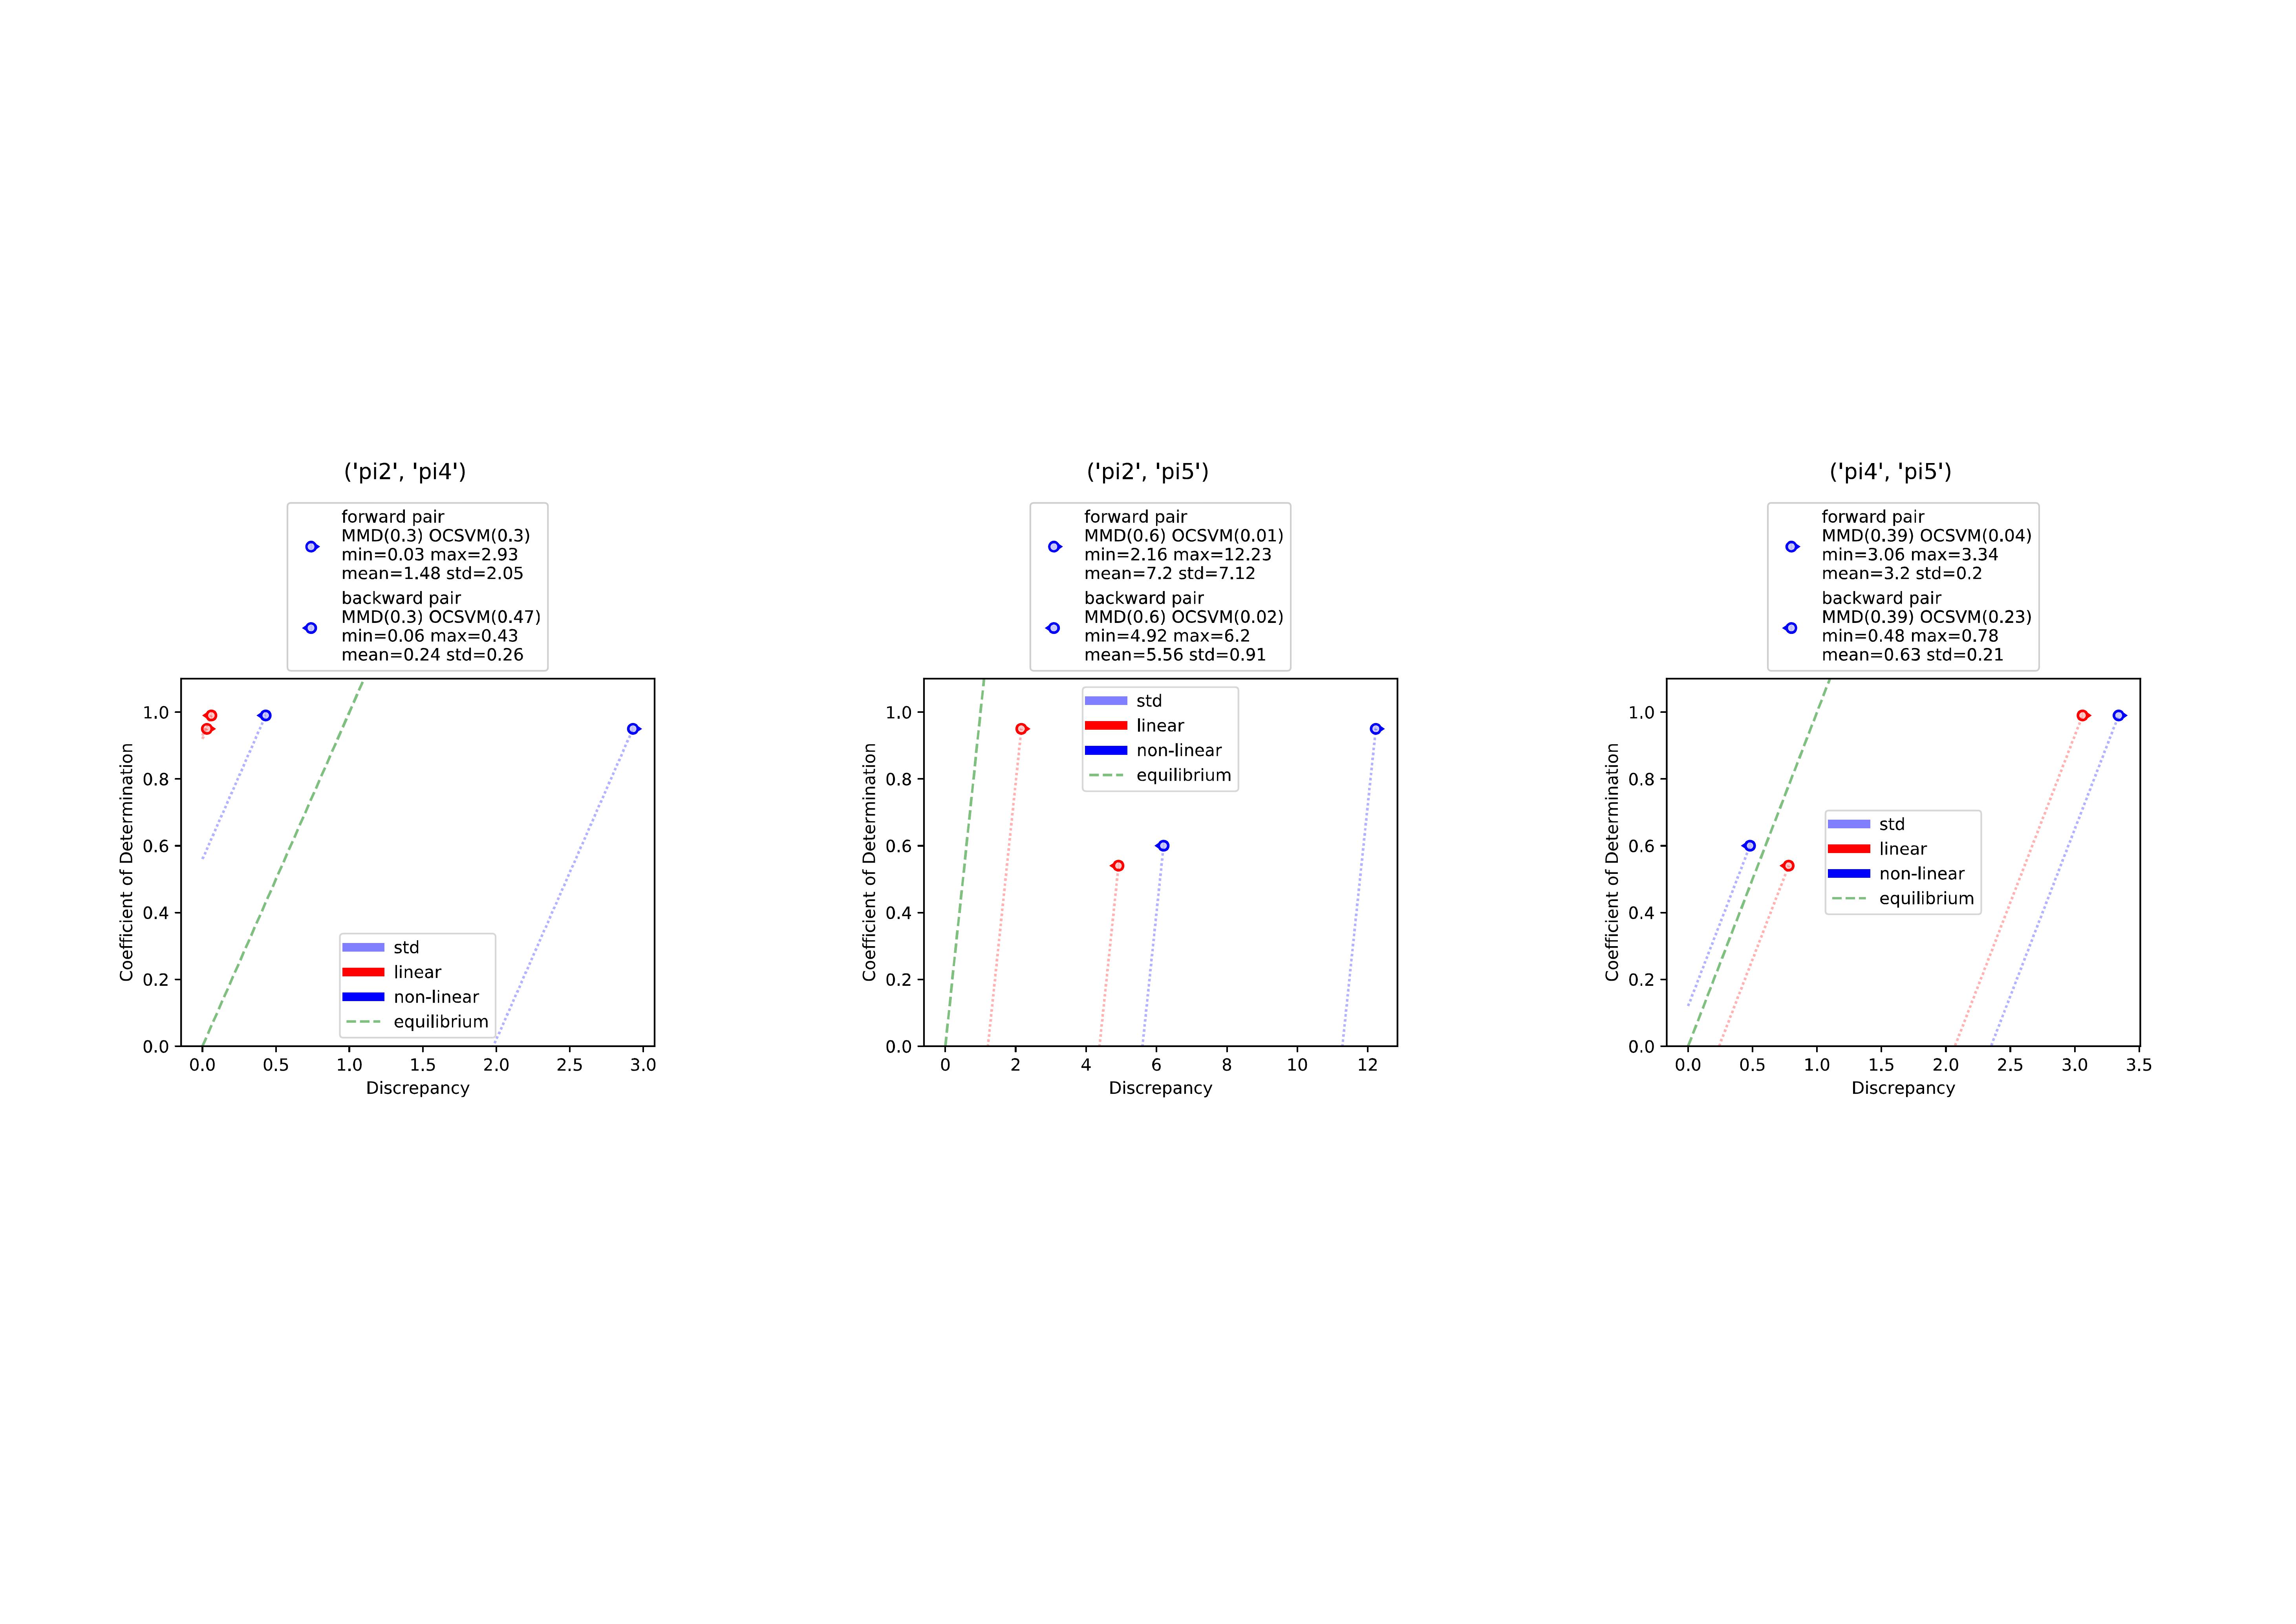 ('pi2', 'pi4')
forward pair
MMD(0.3) OCSVM(0.3)
min=0.03 max=2.93
mean=1.48 std=2.05
backward pair
MMD(0.3) OCSVM(0.47)
min=0.06 max=0.43
mean=0.24 std=0.26
1.0
0.8
0.6
0.4
0.2
0.0
Coefficient of Determination
std
linear
non-linear
equilibrium
0.0 0.5 1.0 1.5 2.0 2.5 3.0
Discrepancy
('pi2', 'pi5')
forward pair
MMD(0.6) OCSVM(0.01)
min=2.16 max=12.23
mean=7.2 std=7.12
backward pair
MMD(0.6) OCSVM(0.02)
min=4.92 max=6.2
mean=5.56 std=0.91
1.0
0.8
0.6
0.4
0.2
0.0
Coefficient of Determination
std
linear
non-linear
equilibrium
0 2 4 6 8 10 12
Discrepancy
('pi4', 'pi5')
forward pair
MMD(0.39) OCSVM(0.04)
min=3.06 max=3.34
mean=3.2 std=0.2
backward pair
MMD(0.39) OCSVM(0.23)
min=0.48 max=0.78
mean=0.63 std=0.21
1.0
0.8
0.6
0.4
0.2
0.0
Coefficient of Determination
std
linear
non-linear
equilibrium
0.0 0.5 1.0 1.5 2.0 2.5 3.0 3.5
Discrepancy